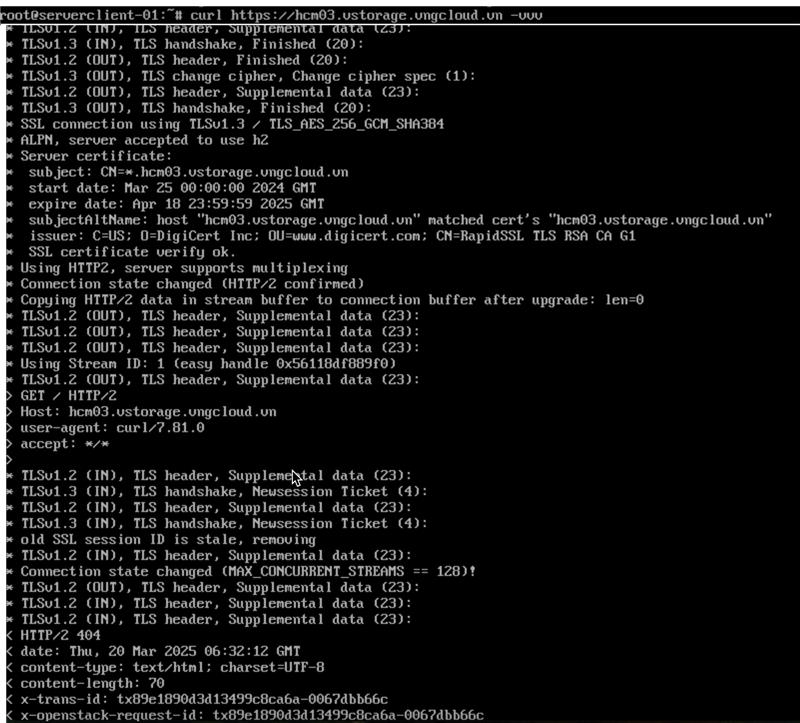 root@serverclient-01:~# curl https://hcm03.vstorage.vngcloud.vn -vvv
* TLSv1.2 (IN), TLS header, Supplemental data (23):
* TLSv1.3 (IN), TLS handshake, Finished (20):
* TLSv1.2 (OUT), TLS header, Finished (20):
* TLSv1.3 (OUT), TLS change cipher, Change cipher spec (1):
* TLSv1.2 (OUT), TLS header, Supplemental data (23):
* TLSv1.3 (OUT), TLS handshake, Finished (20):
* SSL connection using TLSv1.3 / TLS_AES_256_GCM_SHA384
* ALPN, server accepted to use h2
* Server certificate:
*  subject: CN=*.hcm03.vstorage.vngcloud.vn
*  start date: Mar 25 00:00:00 2024 GMT
*  expire date: Apr 18 23:59:59 2025 GMT
*  subjectAltName: host "hcm03.vstorage.vngcloud.vn" matched cert's "hcm03.vstorage.vngcloud.vn"
*  issuer: C=US; O=DigiCert Inc; OU=www.digicert.com; CN=RapidSSL TLS RSA CA G1
*  SSL certificate verify ok.
* Using HTTP2, server supports multiplexing
* Connection state changed (HTTP/2 confirmed)
* Copying HTTP/2 data in stream buffer to connection buffer after upgrade: len=0
* TLSv1.2 (OUT), TLS header, Supplemental data (23):
* TLSv1.2 (OUT), TLS header, Supplemental data (23):
* TLSv1.2 (OUT), TLS header, Supplemental data (23):
* Using Stream ID: 1 (easy handle 0x56118df889f0)
* TLSv1.2 (OUT), TLS header, Supplemental data (23):
> GET / HTTP/2
> Host: hcm03.vstorage.vngcloud.vn
> user-agent: curl/7.81.0
> accept: */*
>
* TLSv1.2 (IN), TLS header, Supplemental data (23):
* TLSv1.3 (IN), TLS handshake, Newsession Ticket (4):
* TLSv1.2 (IN), TLS header, Supplemental data (23):
* TLSv1.3 (IN), TLS handshake, Newsession Ticket (4):
* old SSL session ID is stale, removing
* TLSv1.2 (IN), TLS header, Supplemental data (23):
* Connection state changed (MAX_CONCURRENT_STREAMS == 128)!
* TLSv1.2 (OUT), TLS header, Supplemental data (23):
* TLSv1.2 (IN), TLS header, Supplemental data (23):
* TLSv1.2 (IN), TLS header, Supplemental data (23):
< HTTP/2 404
< date: Thu, 20 Mar 2025 06:32:12 GMT
< content-type: text/html; charset=UTF-8
< content-length: 70
< x-trans-id: tx89e1890d3d13499c8ca6a-0067dbb66c
< x-openstack-request-id: tx89e1890d3d13499c8ca6a-0067dbb66c